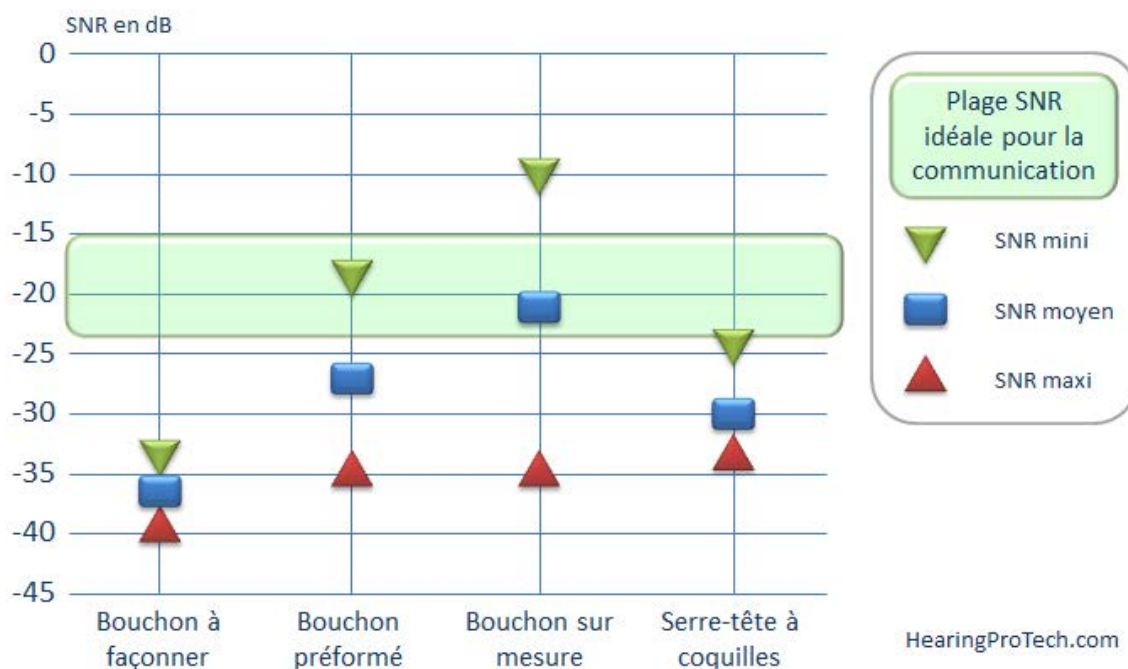 SNR en dB
0
-5
-10
-15
-20
-25
-30
-35
-40
-45
Bouchon à
façonner
Bouchon
préformé
Bouchon sur
mesure
Serre-tête à
coquilles
Plage SNR
idéale pour la
communication
SNR mini
SNR moyen
SNR maxi
HearingProTech.com